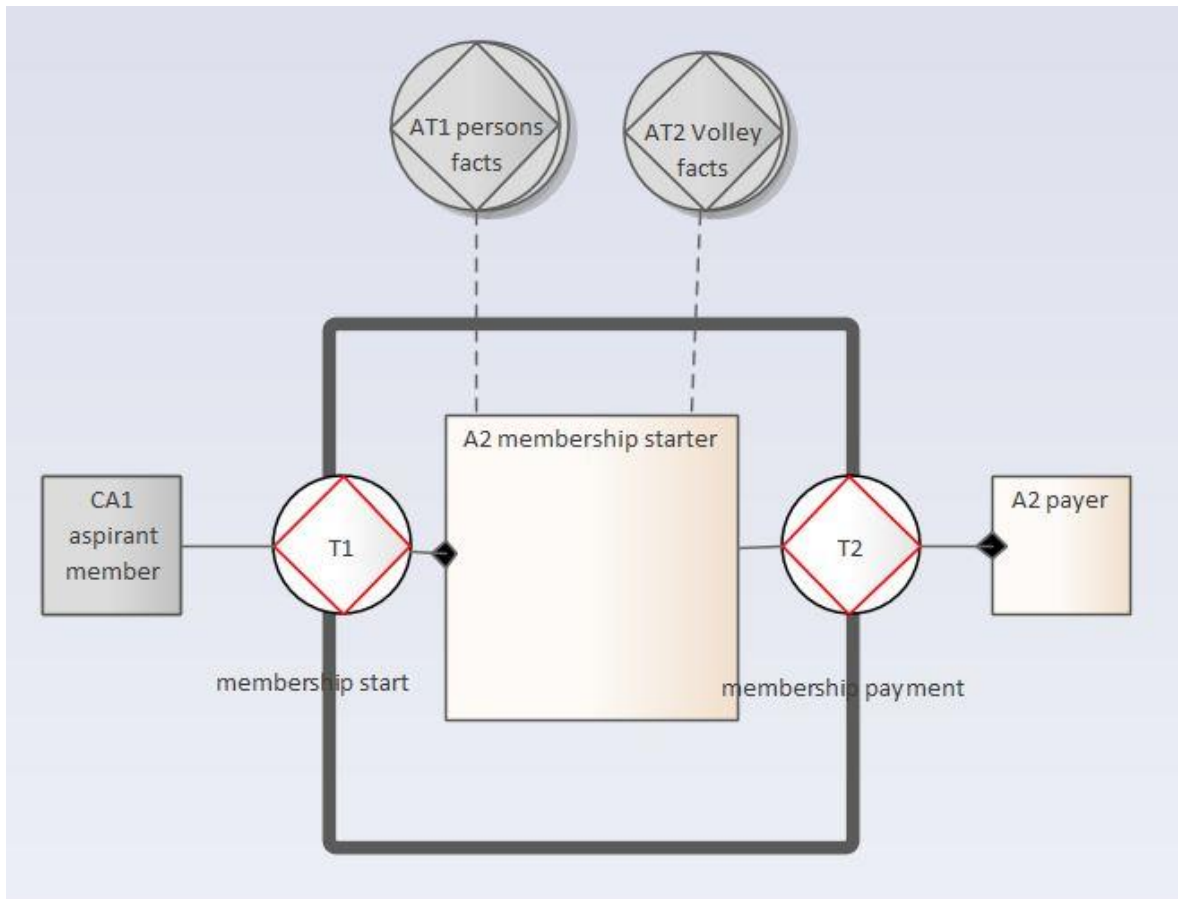 AT1 persons
facts
AT2 Volley
facts
A2 membership starter
CA1
aspirant
member
T1
T2
A2 payer
membership start
membership payment